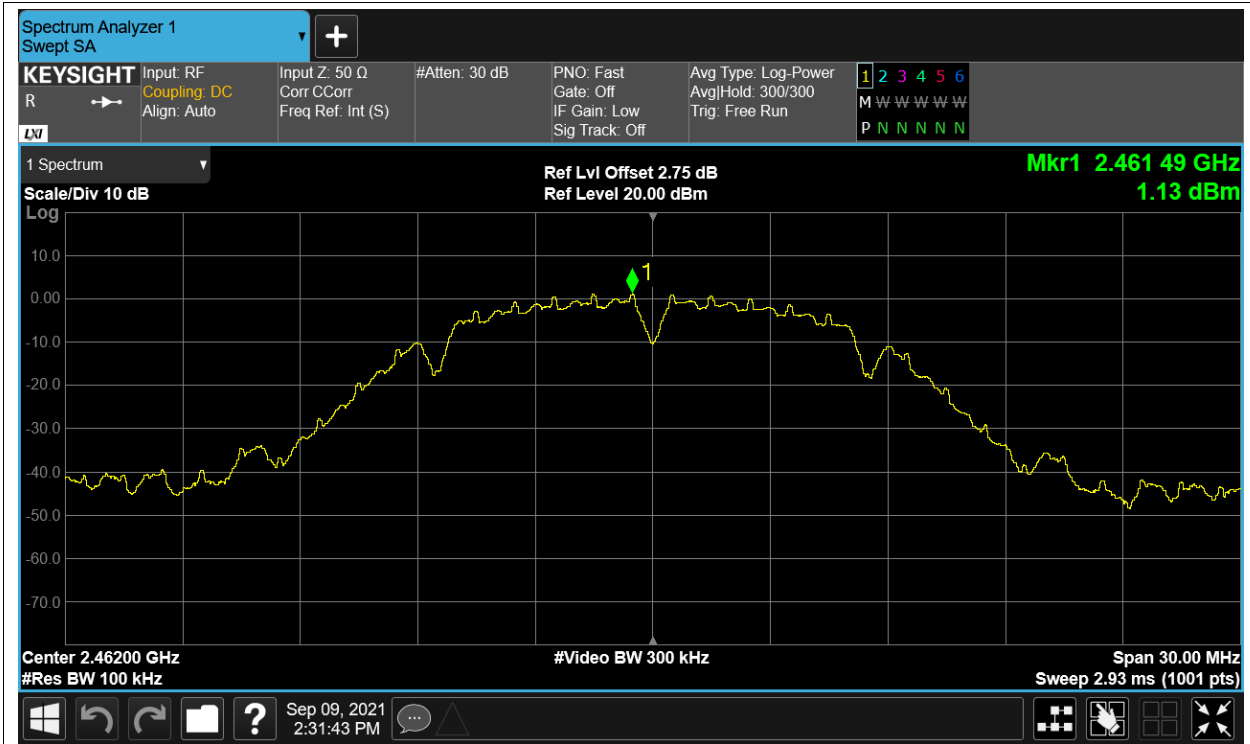 Spectrum Analyzer 1
Swept SA
+
KEYSIGHT
R
LXI
Input: RF
Coupling: DC
Align: Auto
Input Z: 50 Ω
Corr CCorr
Freq Ref: Int (S)
#Atten: 30 dB
PNO: Fast
Gate: Off
IF Gain: Low
Sig Track: Off
Avg Type: Log-Power
Avg|Hold: 300/300
Trig: Free Run
1 2 3 4 5 6
M W W W W W
P N N N N N
1 Spectrum
Scale/Div 10 dB
Log
Ref Lvl Offset 2.75 dB
Ref Level 20.00 dBm
Mkr1 2.461 49 GHz
1.13 dBm
1
10.0
0.00
-10.0
-20.0
-30.0
-40.0
-50.0
-60.0
-70.0
Center 2.46200 GHz
#Res BW 100 kHz
#Video BW 300 kHz
Span 30.00 MHz
Sweep 2.93 ms (1001 pts)
?
Sep 09, 2021
2:31:43 PM